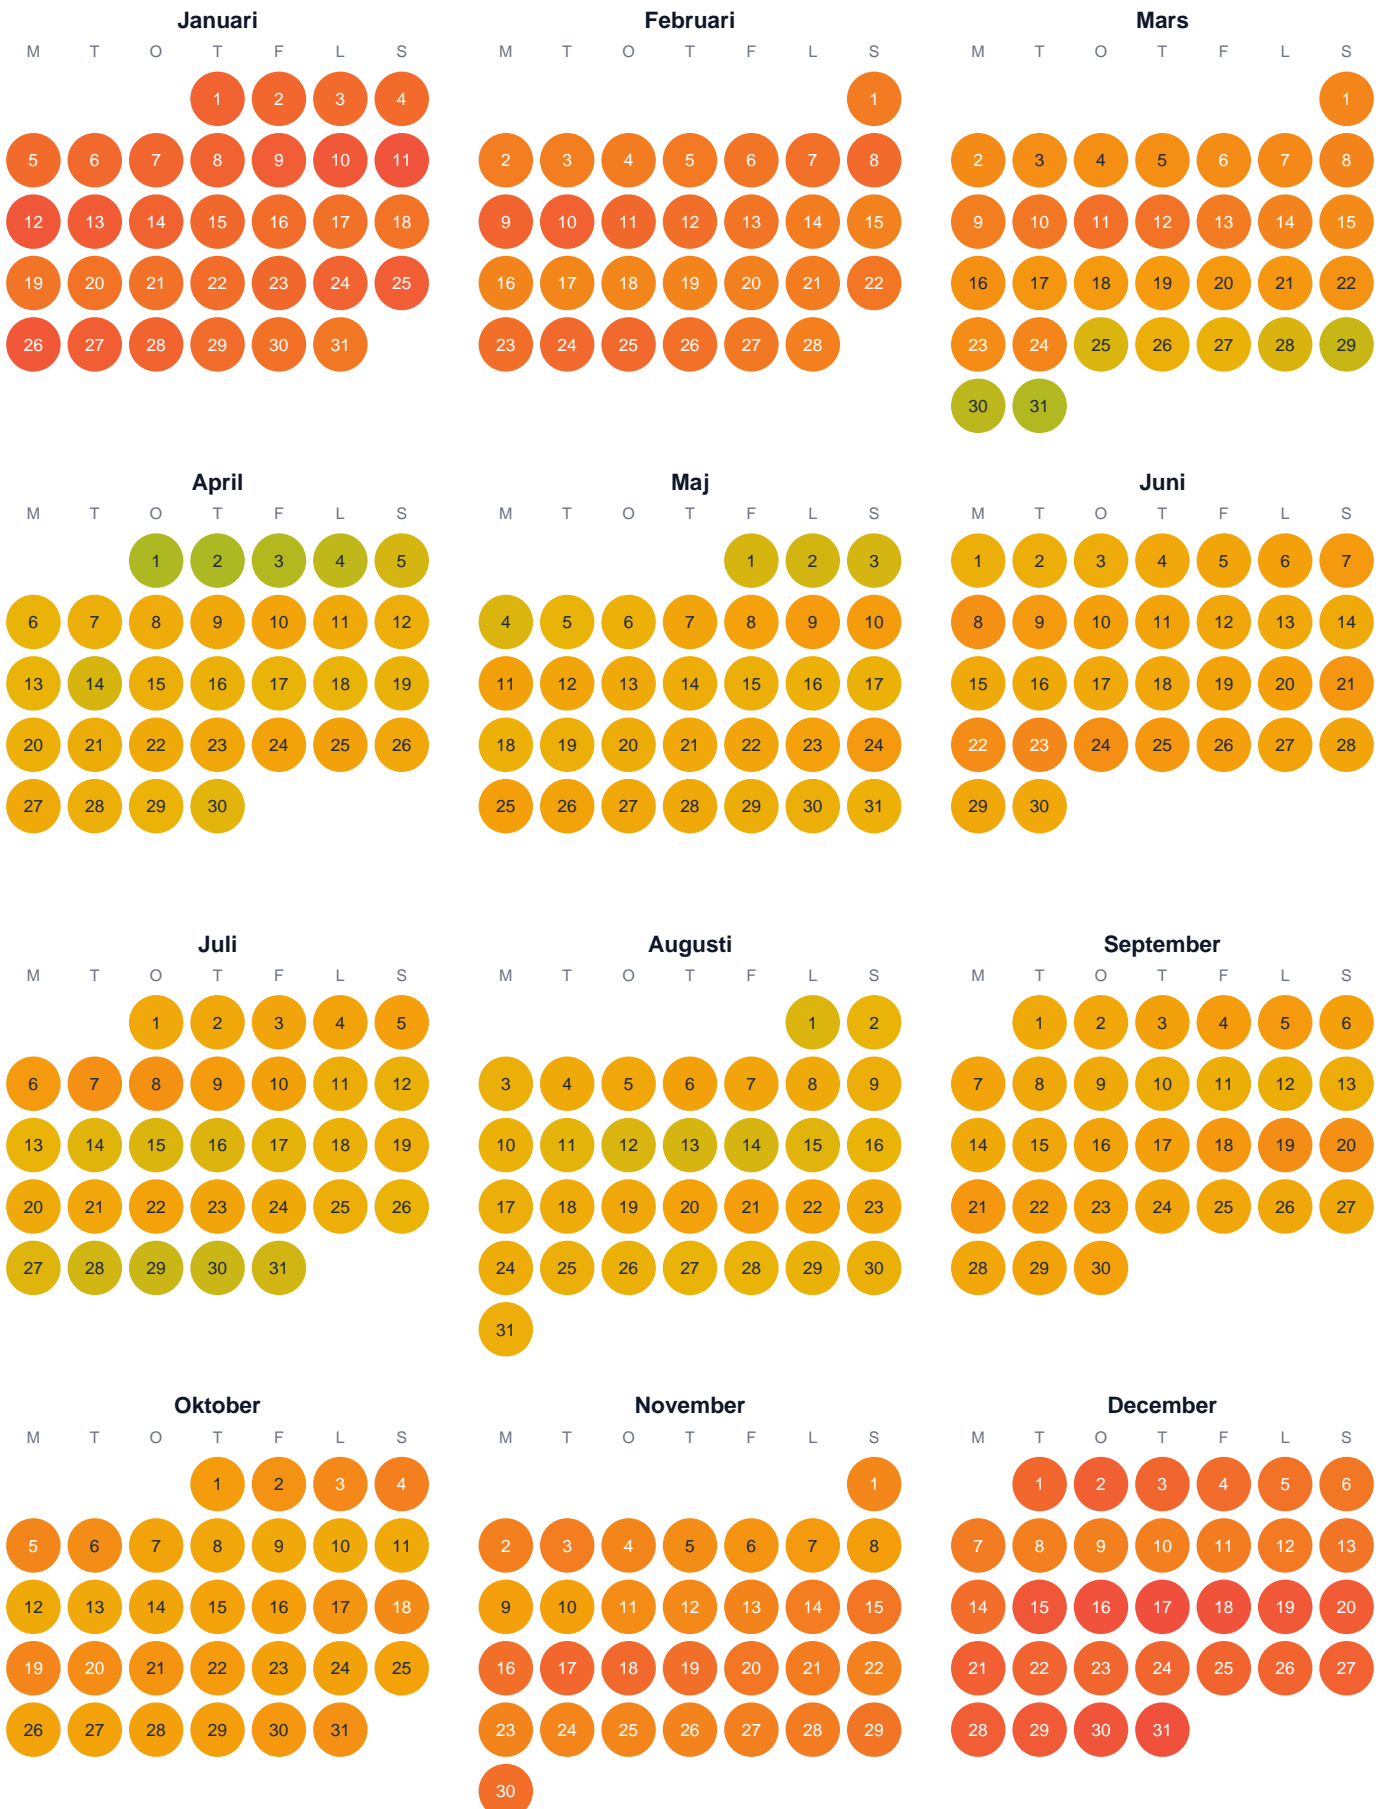 Januari Februari Mars
M T O T F L S M T O T F L S M T O T F L S
1 2 3 4 1 1
5 6 7 8 9 10 11 2 3 4 5 6 7 8 2 3 4 5 6 7 8
12 13 14 15 16 17 18 9 10 11 12 13 14 15 9 10 11 12 13 14 15
19 20 21 22 23 24 25 16 17 18 19 20 21 22 16 17 18 19 20 21 22
26 27 28 29 30 31 23 24 25 26 27 28 23 24 25 26 27 28 29
30 31
April Maj Juni
M T O T F L S M T O T F L S M T O T F L S
1 2 3 4 5 1 2 3 1 2 3 4 5 6 7
6 7 8 9 10 11 12 4 5 6 7 8 9 10 8 9 10 11 12 13 14
13 14 15 16 17 18 19 11 12 13 14 15 16 17 15 16 17 18 19 20 21
20 21 22 23 24 25 26 18 19 20 21 22 23 24 22 23 24 25 26 27 28
27 28 29 30 25 26 27 28 29 30 31 29 30
Juli Augusti September
M T O T F L S M T O T F L S M T O T F L S
1 2 3 4 5 1 2 1 2 3 4 5 6
6 7 8 9 10 11 12 3 4 5 6 7 8 9 7 8 9 10 11 12 13
13 14 15 16 17 18 19 10 11 12 13 14 15 16 14 15 16 17 18 19 20
20 21 22 23 24 25 26 17 18 19 20 21 22 23 21 22 23 24 25 26 27
27 28 29 30 31 24 25 26 27 28 29 30 28 29 30
31
Oktober November December
M T O T F L S M T O T F L S M T O T F L S
1 2 3 4 1 1 2 3 4 5 6
5 6 7 8 9 10 11 2 3 4 5 6 7 8 7 8 9 10 11 12 13
12 13 14 15 16 17 18 9 10 11 12 13 14 15 14 15 16 17 18 19 20
19 20 21 22 23 24 25 16 17 18 19 20 21 22 21 22 23 24 25 26 27
26 27 28 29 30 31 23 24 25 26 27 28 29 28 29 30 31
30